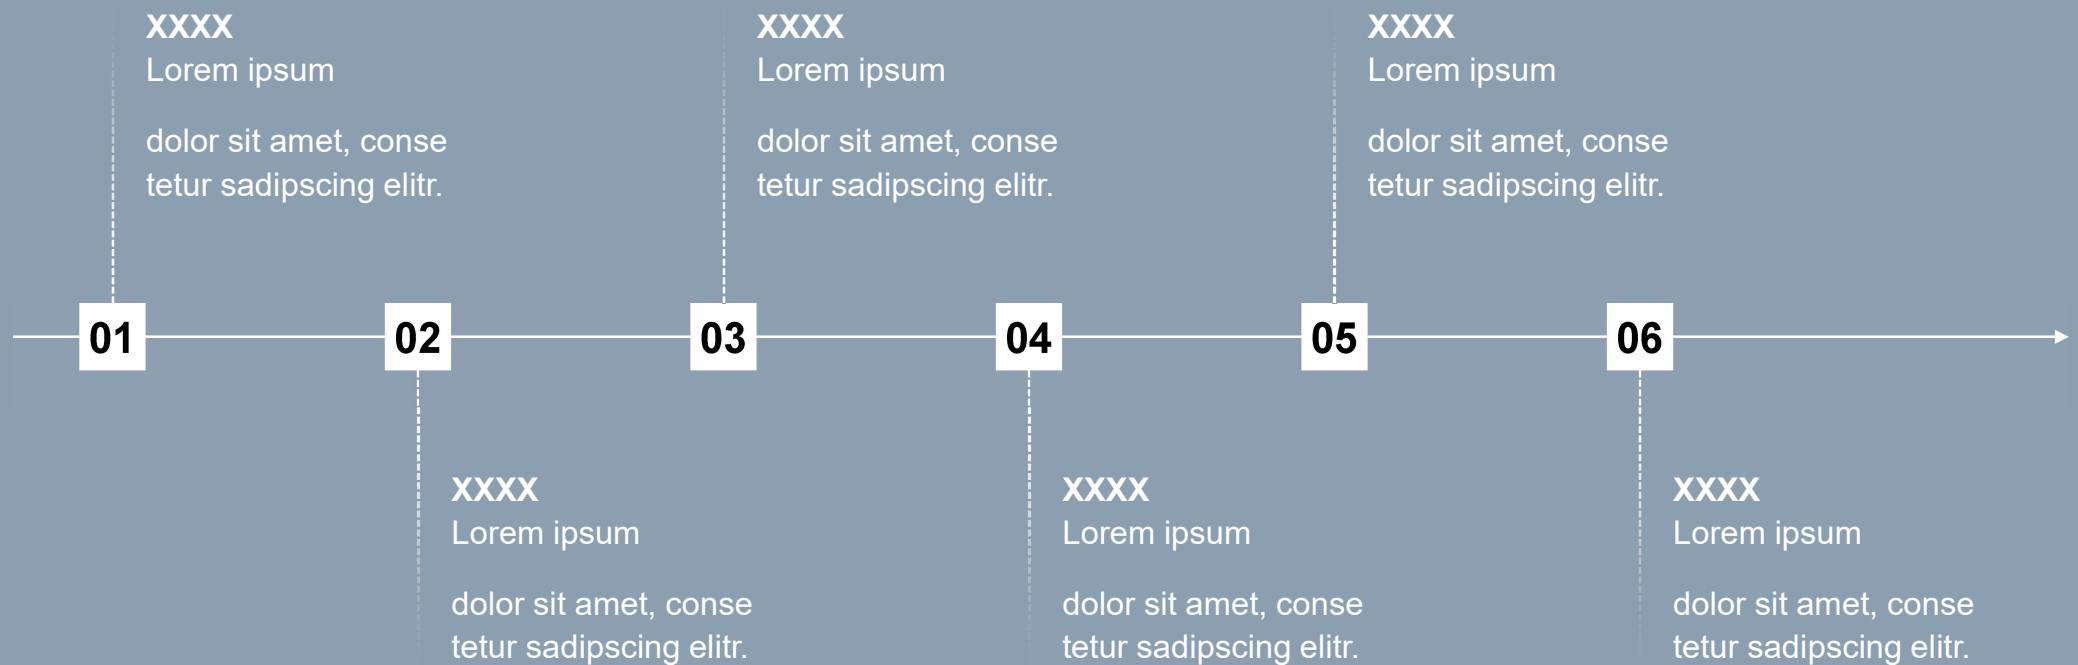 XXXX
Lorem ipsum
dolor sit amet, conse
tetur sadipscing elitr.
XXXX
Lorem ipsum
dolor sit amet, conse
tetur sadipscing elitr.
XXXX
Lorem ipsum
dolor sit amet, conse
tetur sadipscing elitr.
01 02 03 04 05 06
XXXX
Lorem ipsum
dolor sit amet, conse
tetur sadipscing elitr.
XXXX
Lorem ipsum
dolor sit amet, conse
tetur sadipscing elitr.
XXXX
Lorem ipsum
dolor sit amet, conse
tetur sadipscing elitr.